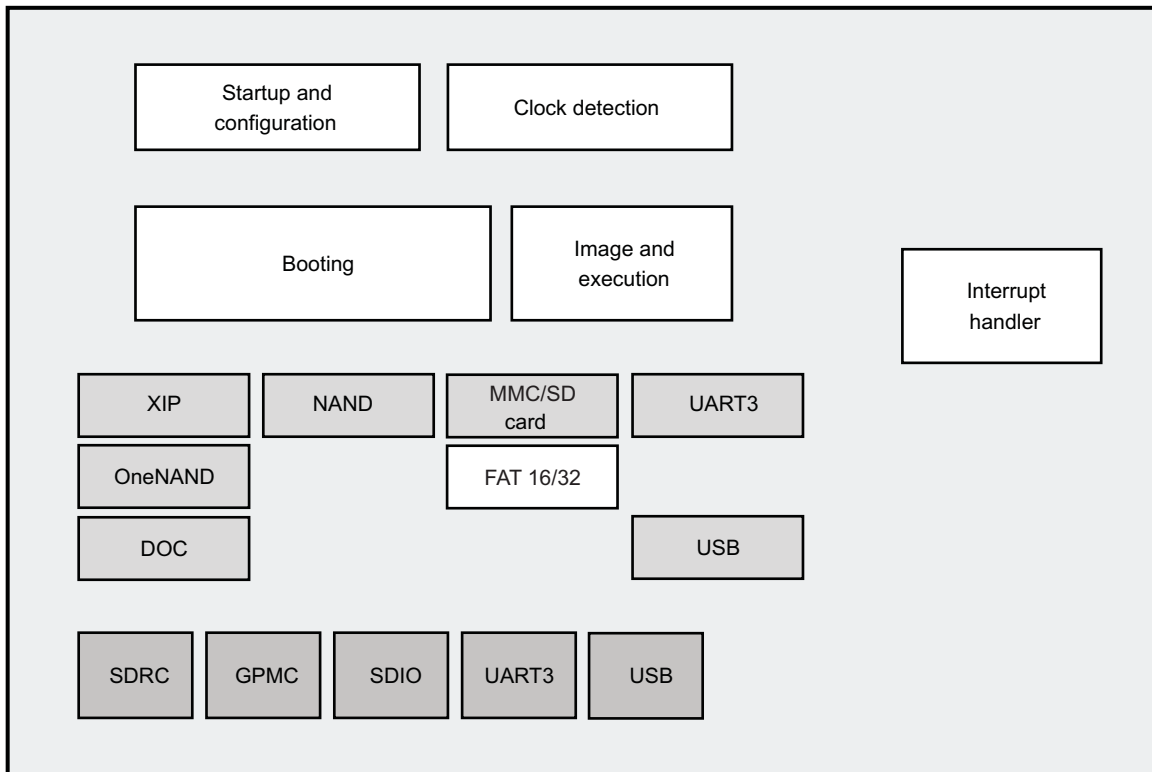 Startup and
configuration
Clock detection
Booting
Image and
execution
Interrupt
handler
XIP
NAND
MMC/SD
card
UART3
OneNAND
FAT 16/32
DOC
USB
SDRC
GPMC
SDIO
UART3
USB